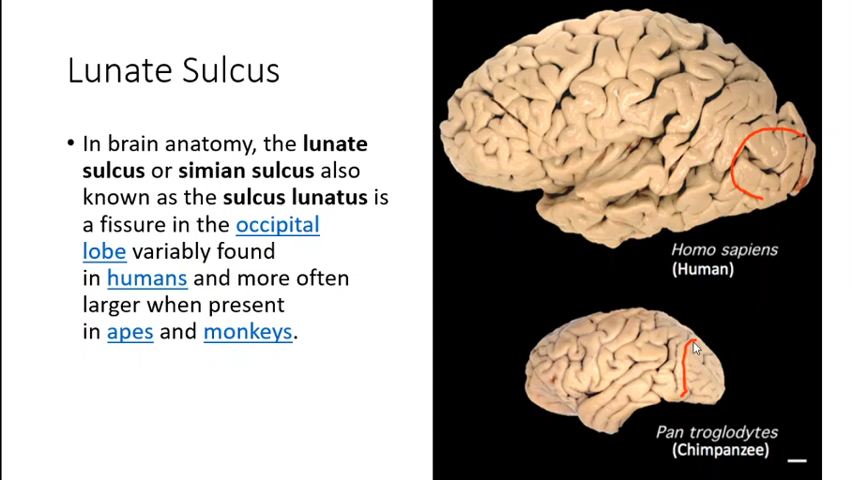 Lunate Sulcus
• In brain anatomy, the lunate
sulcus or simian sulcus also
known as the sulcus lunatus is
a fissure in the occipital
lobe variably found
in humans and more often
larger when present
in apes and monkeys.
Homo sapiens
(Human)
Pan troglodytes
(Chimpanzee)